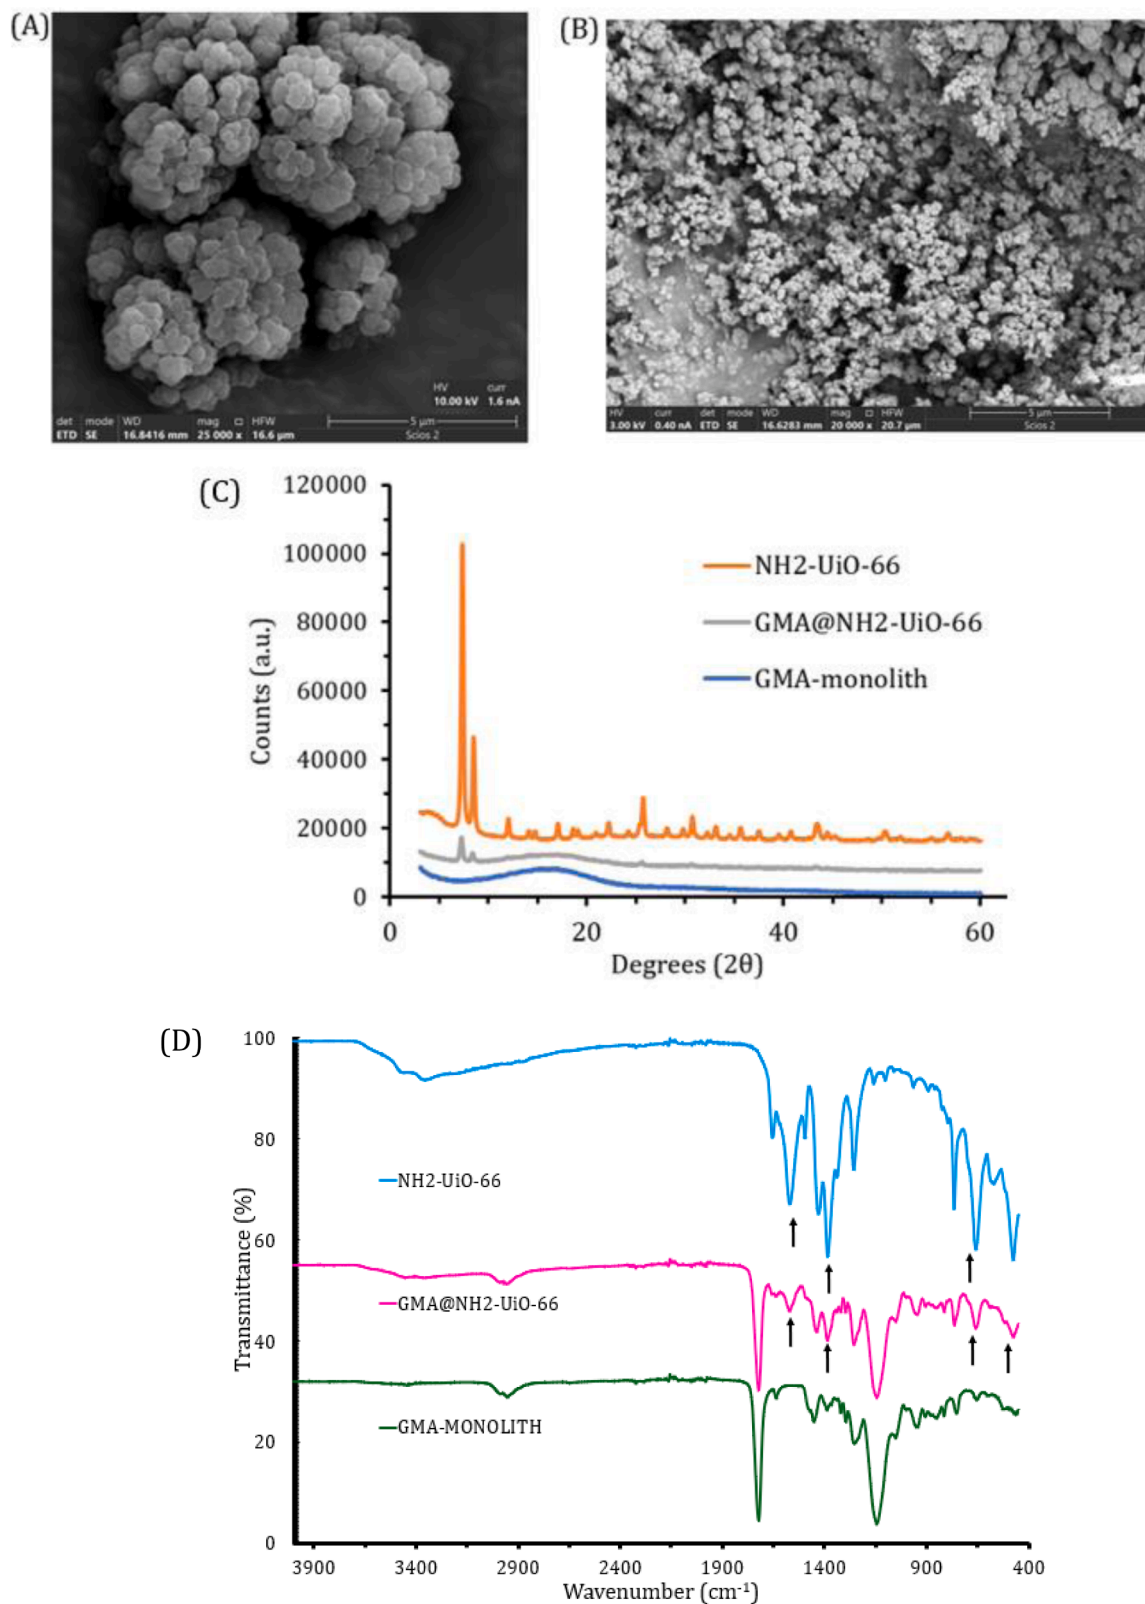 (A)
HV curr
10.00 kV 1.6 nA
det mode WD mag □ HFW 5 µm
ETD SE 16.8416 mm 25 000 x 16.6 µm Scios 2
(B)
HV curr det mode WD mag □ HFW 5 µm
3.00 kV 0.40 nA ETD SE 16.6283 mm 20 000 x 20.7 µm Scios 2
(C)
120000
100000
80000
60000
40000
20000
0
Counts (a.u.)
NH2-UiO-66
GMA@NH2-UiO-66
GMA-monolith
0 20 40 60
Degrees (2θ)
(D)
100
80
60
40
20
0
Transmittance (%)
NH2-UiO-66
GMA@NH2-UiO-66
GMA-MONOLITH
3900 3400 2900 2400 1900 1400 900 400
Wavenumber (cm⁻¹)